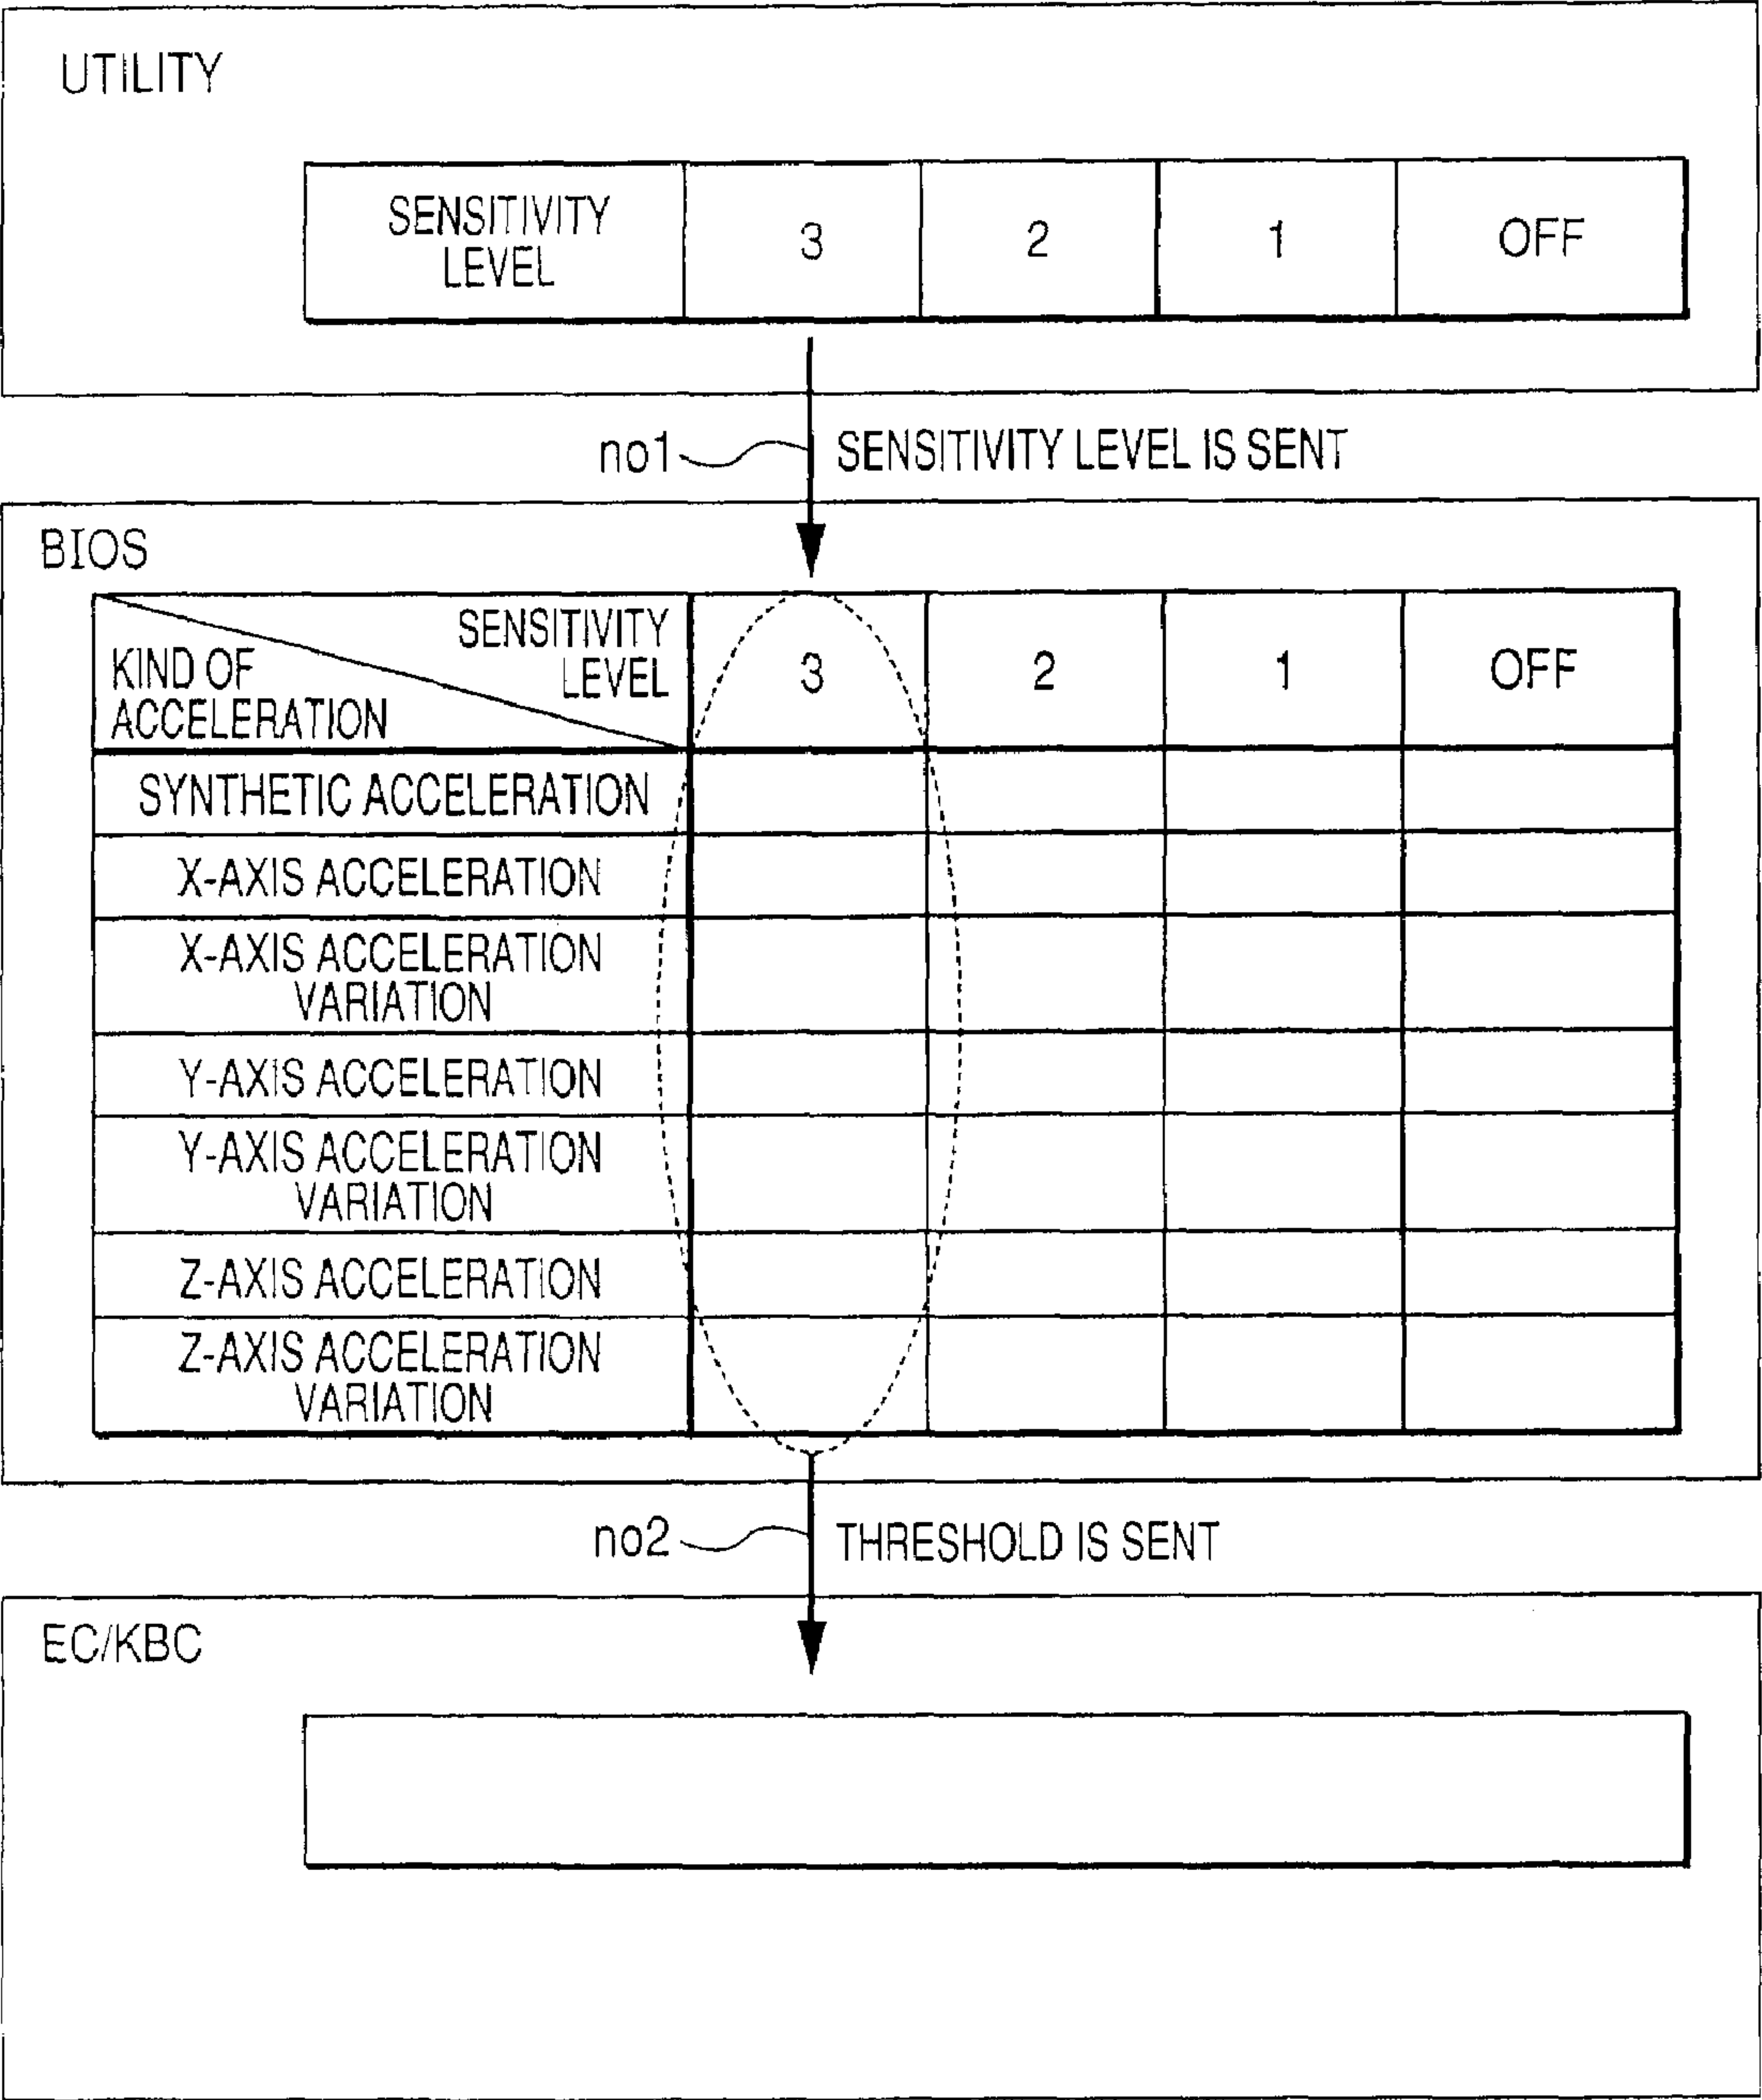 UTILITY
SENSITIVITY
LEVEL
3
2
1
OFF
no1
SENSITIVITY LEVEL IS SENT
BIOS
SENSITIVITY
LEVEL
KIND OF
ACCELERATION
3
2
1
OFF
SYNTHETIC ACCELERATION
X-AXIS ACCELERATION
X-AXIS ACCELERATION
VARIATION
Y-AXIS ACCELERATION
Y-AXIS ACCELERATION
VARIATION
Z-AXIS ACCELERATION
Z-AXIS ACCELERATION
VARIATION
no2
THRESHOLD IS SENT
EC/KBC